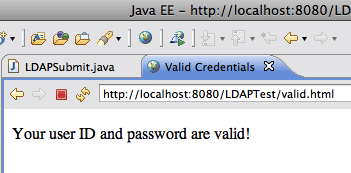 Java EE - http://localhost:8080/LD
LDAPSubmit.java
Valid Credentials
http://localhost:8080/LDAPTest/valid.html
Your user ID and password are valid!